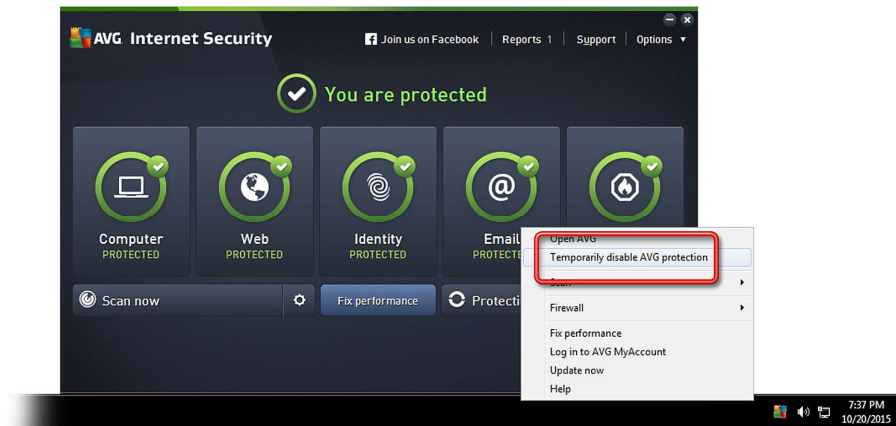 AVG Internet Security
Join us on Facebook
Reports 1
Support
Options
You are protected
Computer
PROTECTED
Web
PROTECTED
Identity
PROTECTED
Email
Scan now
Fix performance
Open AVG
Temporarily disable AVG protection
Scan
Firewall
Fix performance
Log in to AVG MyAccount
Update now
Help
7:37 PM
10/20/2015